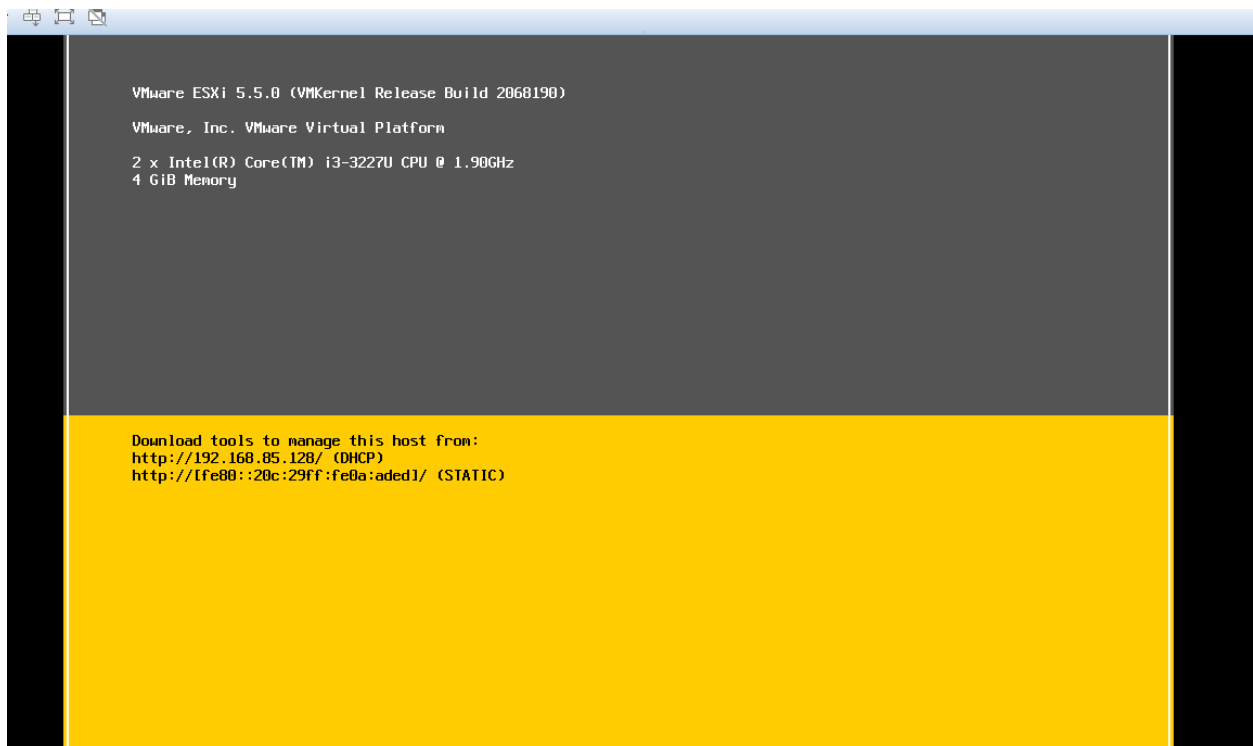 VMware ESXi 5.5.0 (VMKernel Release Build 2068190)
VMware, Inc. VMware Virtual Platform
2 x Intel(R) Core(TM) i3-3227U CPU @ 1.90GHz
4 GiB Memory
Download tools to manage this host from:
http://192.168.85.128/ (DHCP)
http://[fe80::20c:29ff:fe0a:aded]/ (STATIC)